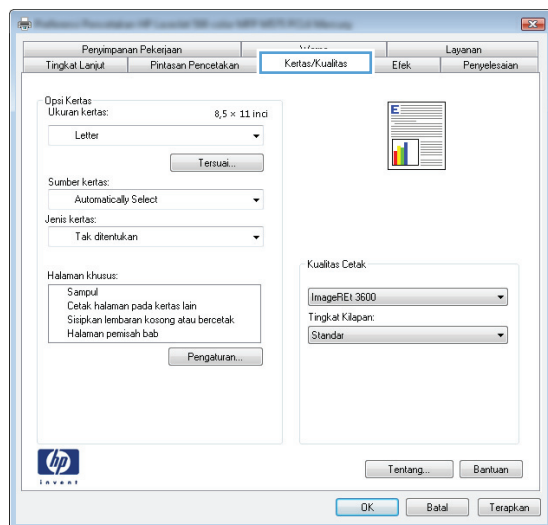 Penyimpanan Pekerjaan
Warna
Layanan
Tingkat Lanjut
Pintasan Pencetakan
Kertas/Kualitas
Efek
Penyelesaian
Opsi Kertas
Ukuran kertas:
8,5 × 11 inci
Letter
Tersuai...
Sumber kertas:
Automatically Select
Jenis kertas:
Tak ditentukan
Halaman khusus:
Sampul
Cetak halaman pada kertas lain
Sisipkan lembaran kosong atau bercetak
Halaman pemisah bab
Pengaturan...
E
Kualitas Cetak
ImageREt 3600
Tingkat Kilapan:
Standar
hp
invent
Tentang...
Bantuan
OK
Batal
Terapkan